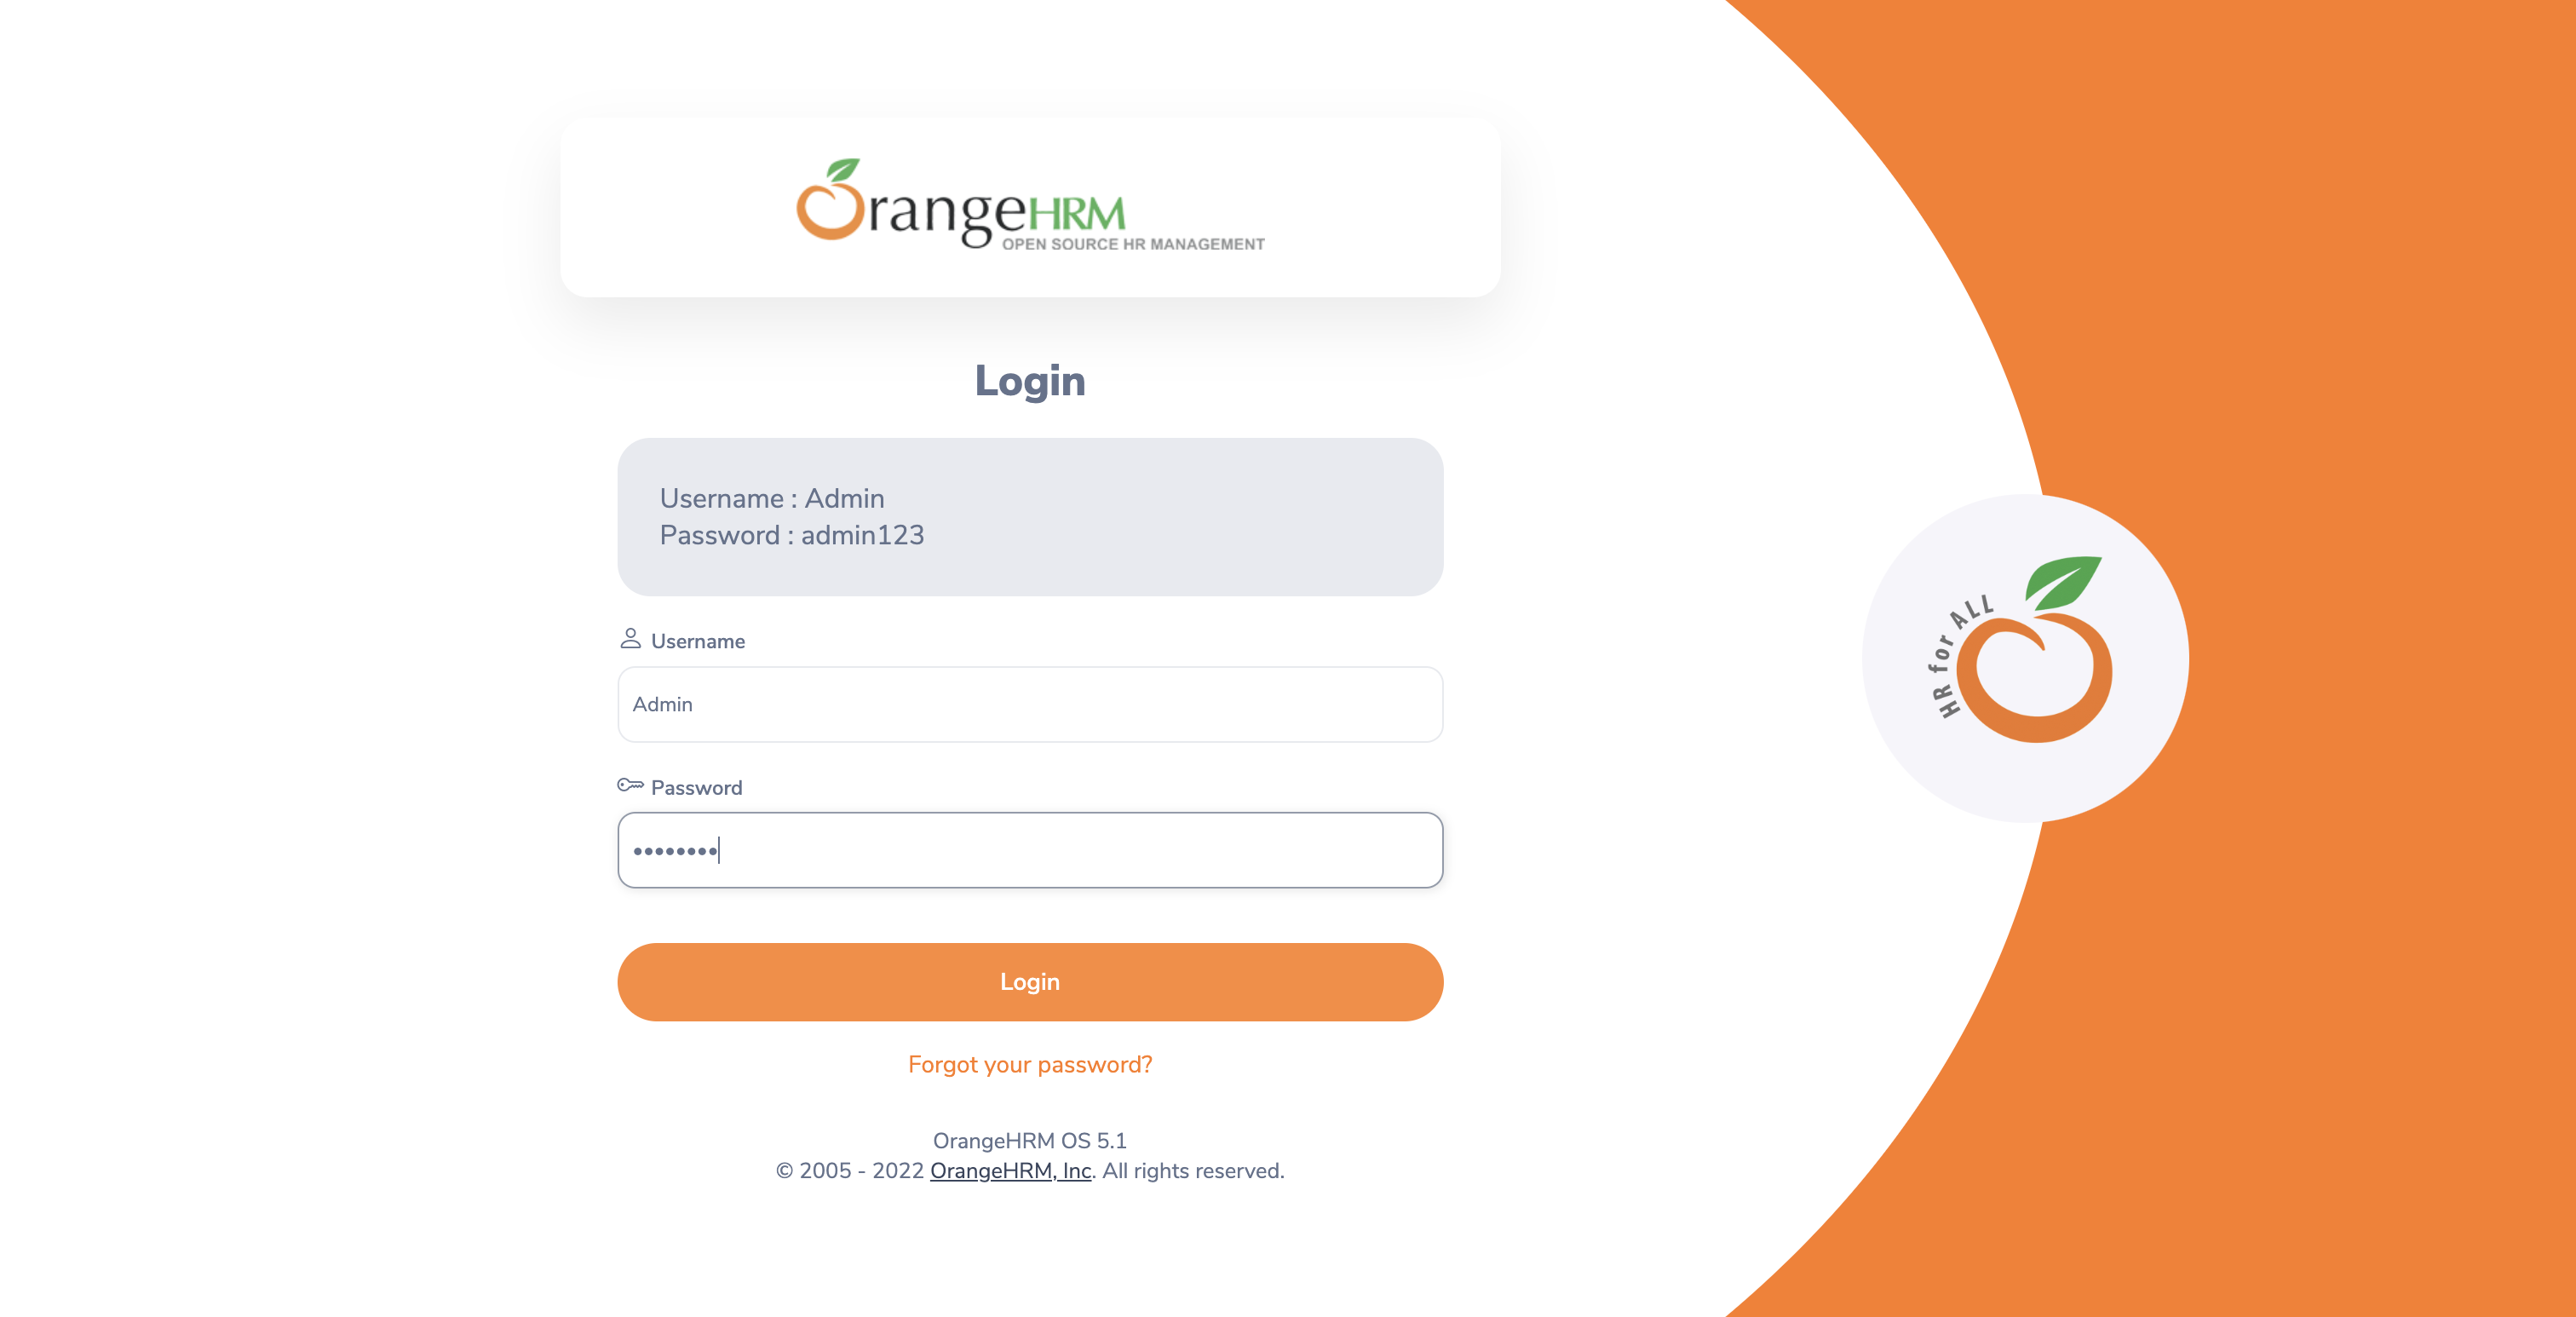 OrangeHRM
OPEN SOURCE HR MANAGEMENT
Login
Username : Admin
Password : admin123
Username
Admin
Password
••••••••
Login
Forgot your password?
OrangeHRM OS 5.1
© 2005 - 2022 OrangeHRM, Inc. All rights reserved.
HR for ALL